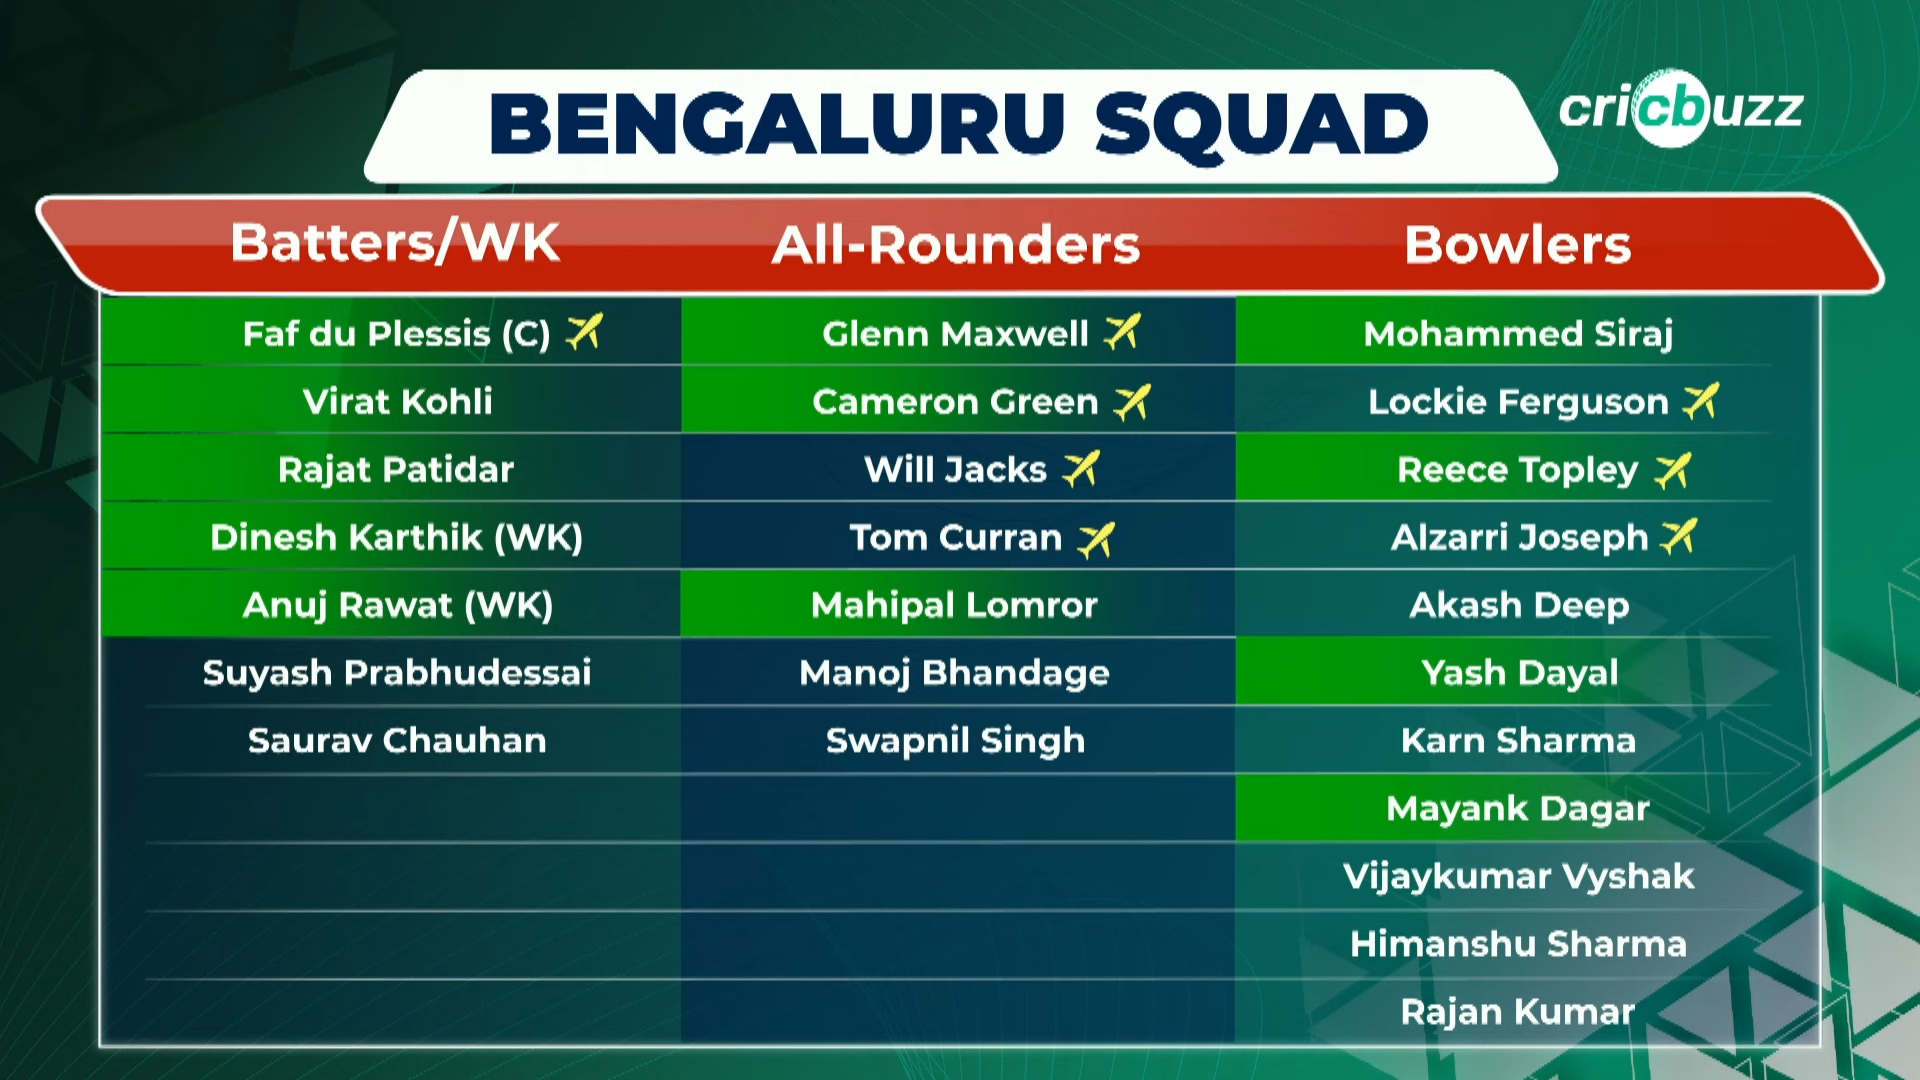 BENGALURU SQUAD
cricbuzz
Batters/WK All-Rounders Bowlers
Faf du Plessis (C) Glenn Maxwell Mohammed Siraj
Virat Kohli Cameron Green Lockie Ferguson
Rajat Patidar Will Jacks Reece Topley
Dinesh Karthik (WK) Tom Curran Alzarri Joseph
Anuj Rawat (WK) Mahipal Lomror Akash Deep
Suyash Prabhudessai Manoj Bhandage Yash Dayal
Saurav Chauhan Swapnil Singh Karn Sharma
Mayank Dagar
Vijaykumar Vyshak
Himanshu Sharma
Rajan Kumar